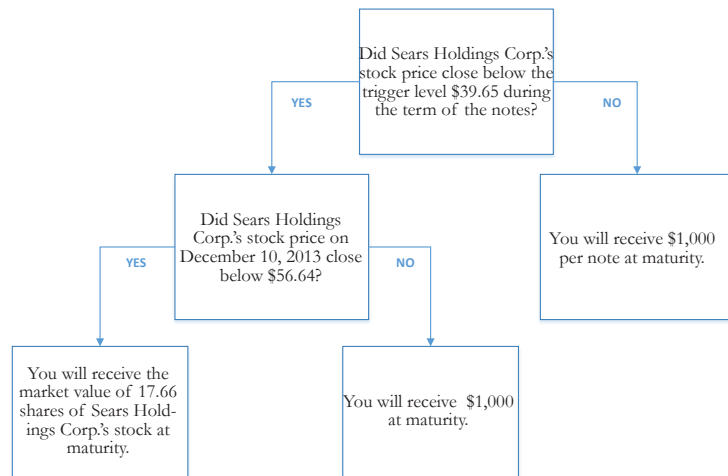 Did Sears Holdings Corp.'s
stock price close below the
trigger level $39.65 during
the term of the notes?
YES
NO
Did Sears Holdings
Corp.'s stock price on
December 10, 2013 close
below $56.64?
You will receive $1,000
per note at maturity.
YES
NO
You will receive the
market value of 17.66
shares of Sears Hold-
ings Corp.'s stock at
maturity.
You will receive $1,000
at maturity.